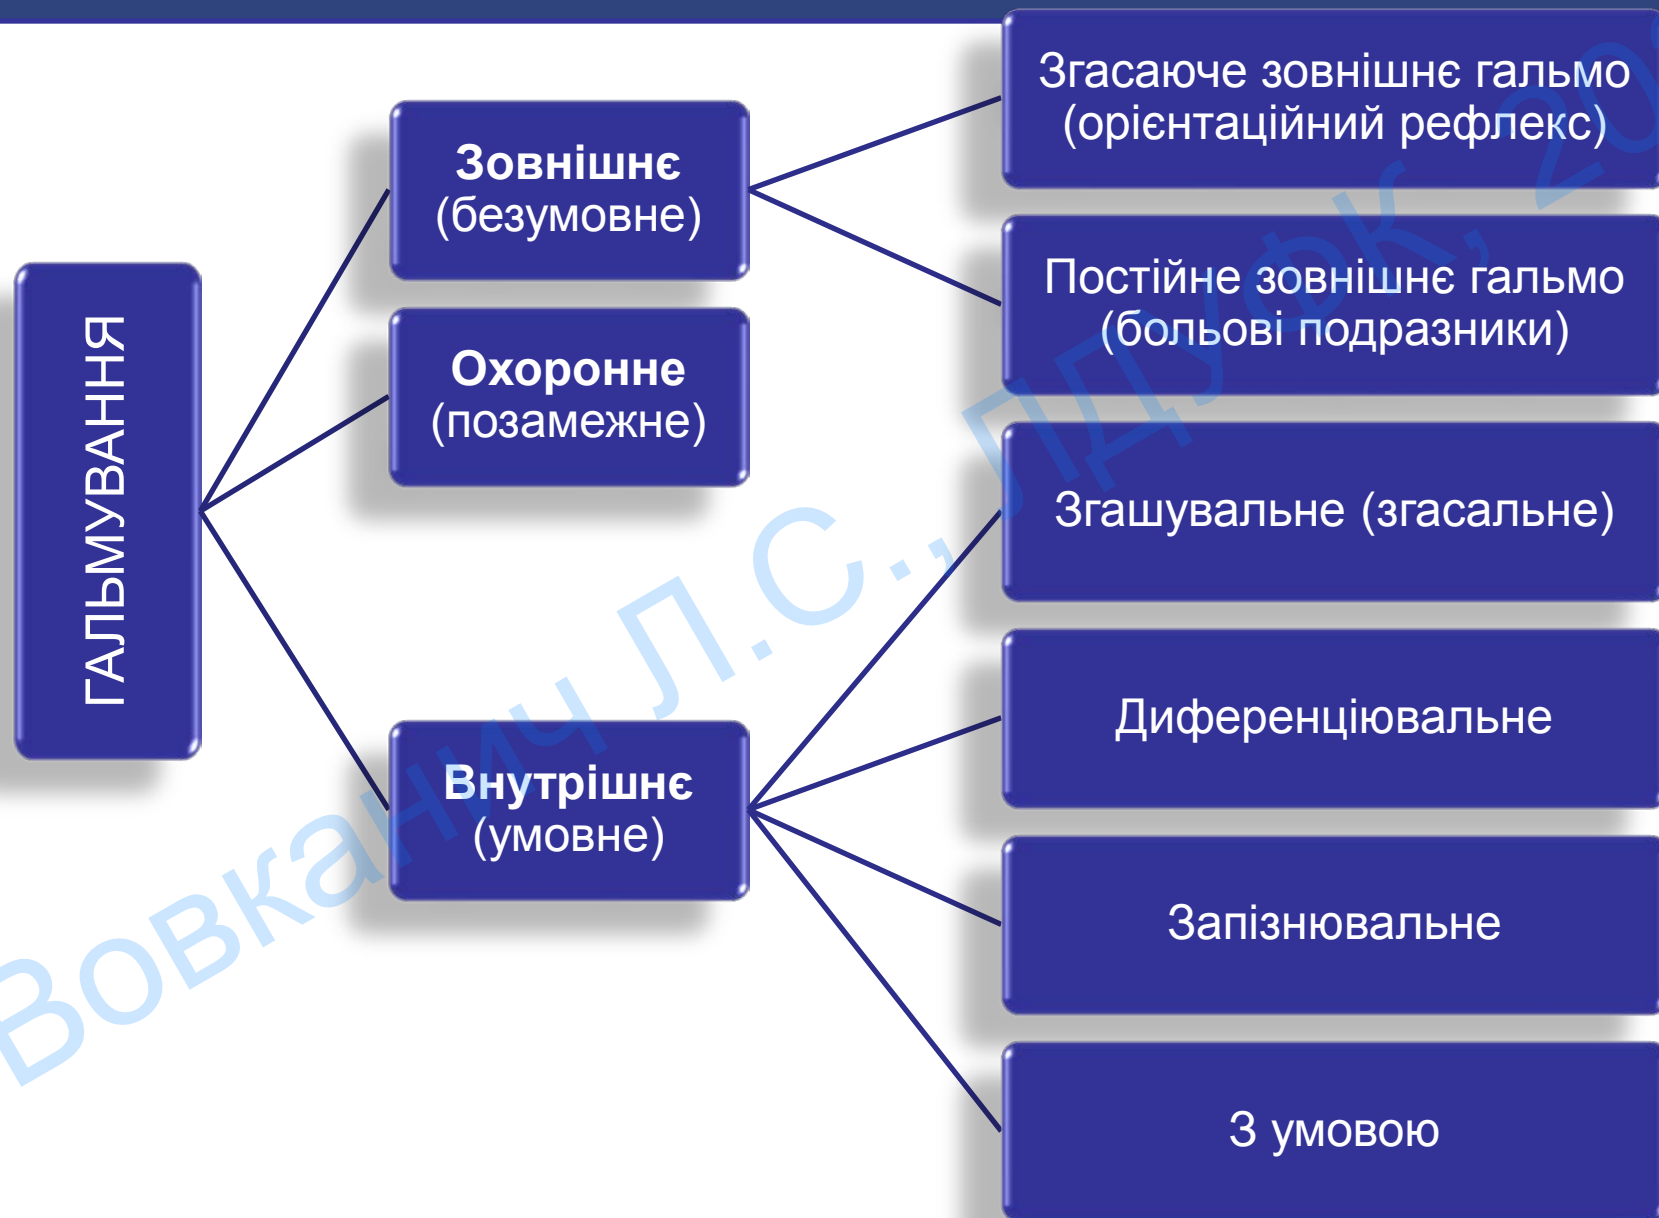 ГАЛЬМУВАННЯ
Зовнішнє
(безумовне)
Охоронне
(позамежне)
Внутрішнє
(умовне)
Згасаюче зовнішнє гальмо
(орієнтаційний рефлекс)
Постійне зовнішнє гальмо
(больові подразники)
Згашувальне (згасальне)
Диференціювальне
Запізнювальне
З умовою
Вовканич Л.С., ЛДУФК,